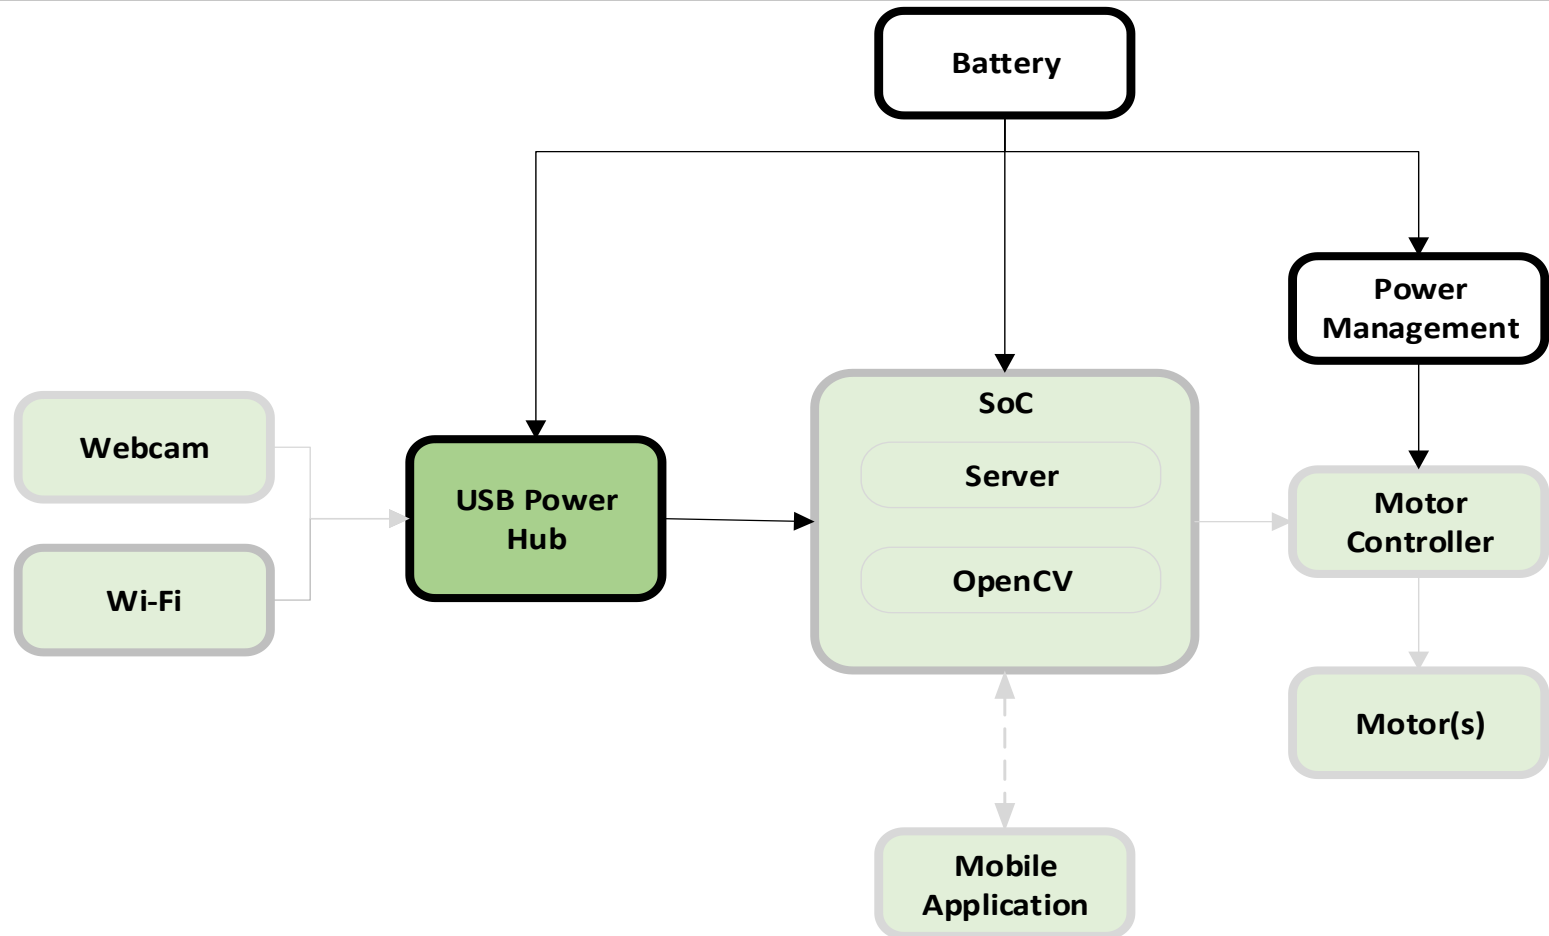 Battery
Power
Management
Webcam
Wi-Fi
USB Power
Hub
SoC
Server
OpenCV
Motor
Controller
Motor(s)
Mobile
Application